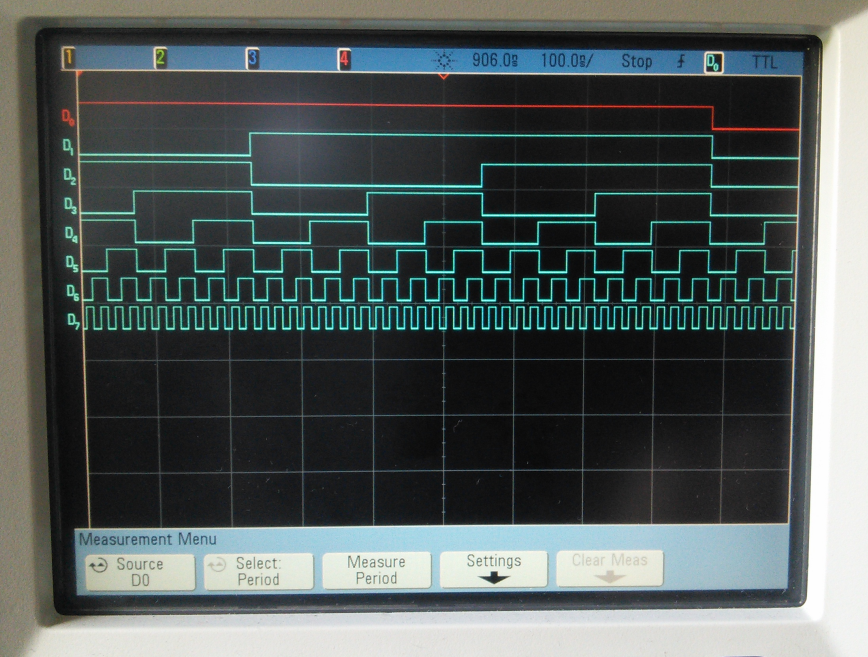 1 2 3 4 906.0s 100.0s/ Stop D0 TTL
D0
D1
D2
D3
D4
D5
D6
D7
Measurement Menu
Source
D0
Select:
Period
Measure
Period
Settings
Clear Meas